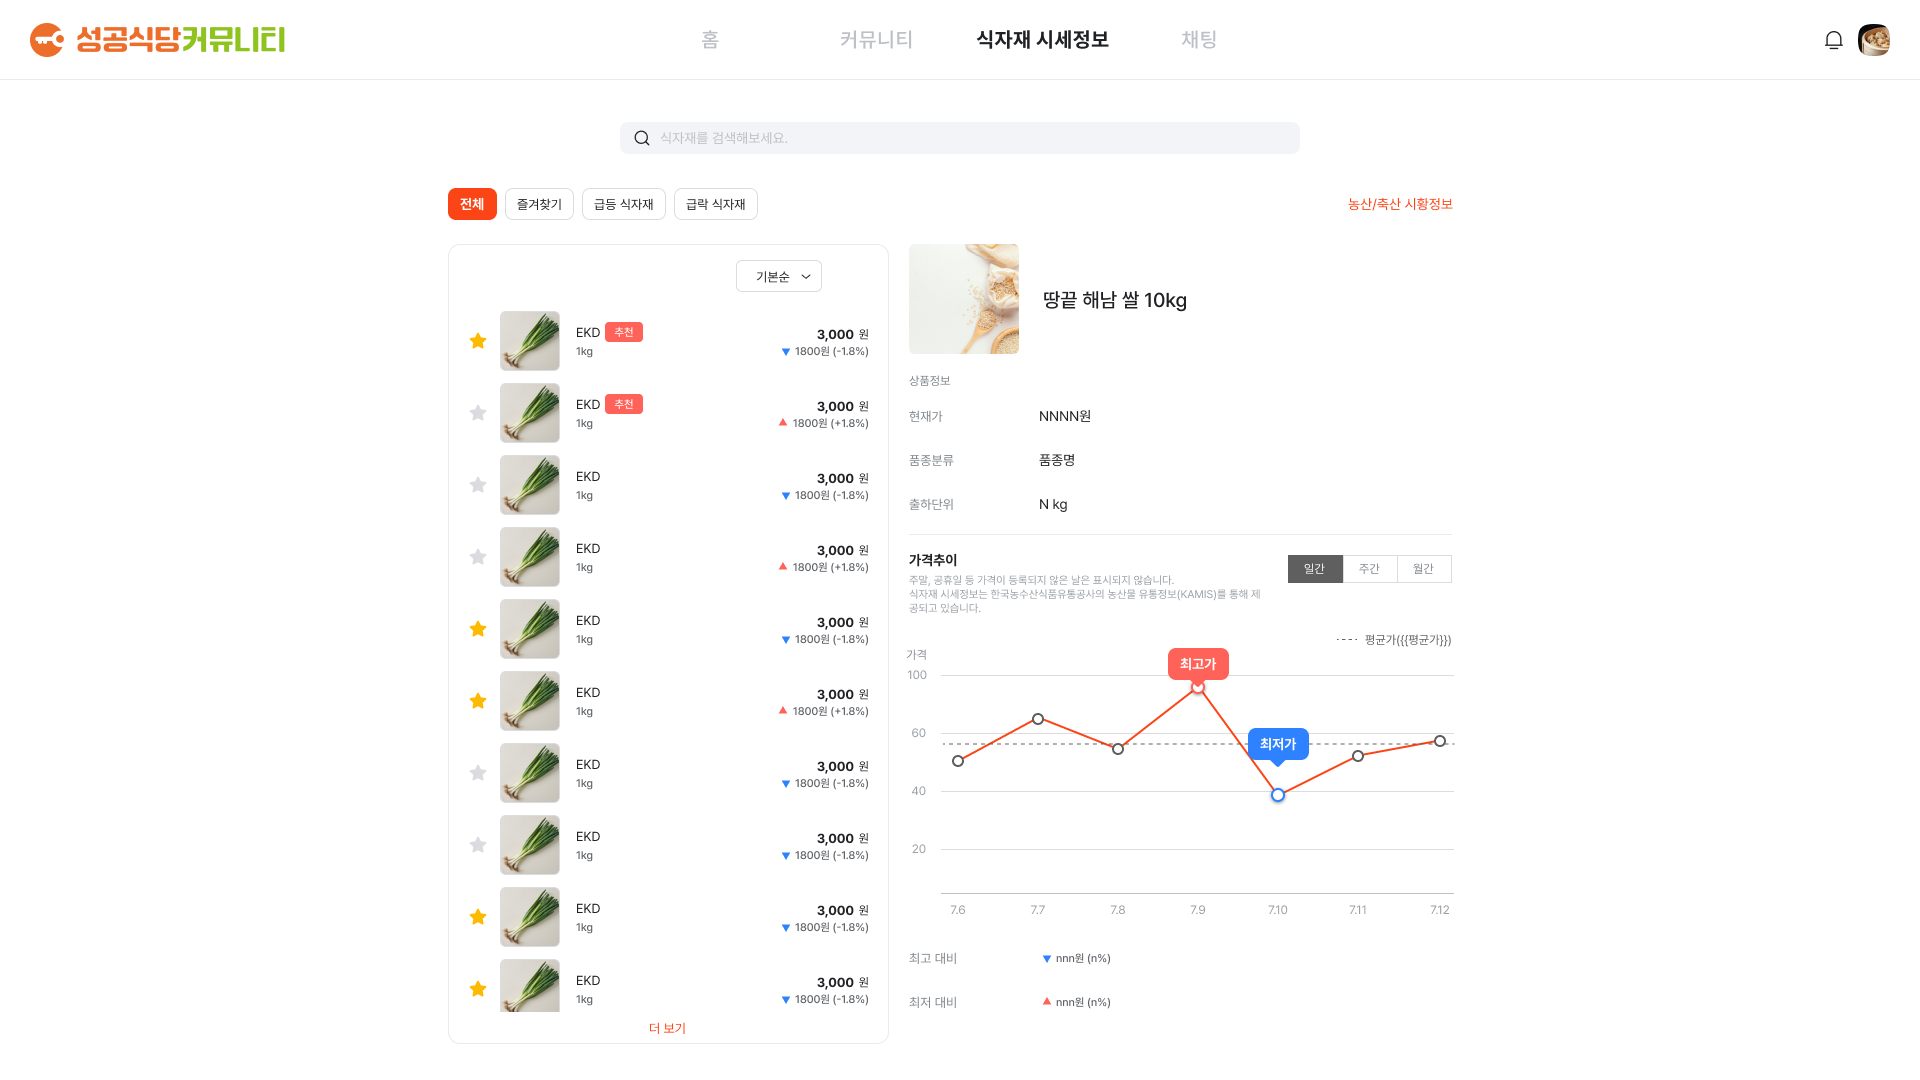 성공식당커뮤니티
홈
커뮤니티
식자재 시세정보
채팅
식자재를 검색해보세요.
전체
즐겨찾기
급등 식자재
급락 식자재
농산/축산 시황정보
기본순
EKD 추천
1kg
3,000 원
▼ 1800원 (-1.8%)
EKD 추천
1kg
3,000 원
▲ 1800원 (+1.8%)
EKD
1kg
3,000 원
▼ 1800원 (-1.8%)
EKD
1kg
3,000 원
▲ 1800원 (+1.8%)
EKD
1kg
3,000 원
▼ 1800원 (-1.8%)
EKD
1kg
3,000 원
▲ 1800원 (+1.8%)
EKD
1kg
3,000 원
▼ 1800원 (-1.8%)
EKD
1kg
3,000 원
▼ 1800원 (-1.8%)
EKD
1kg
3,000 원
▼ 1800원 (-1.8%)
EKD
1kg
3,000 원
▼ 1800원 (-1.8%)
더 보기
땅끝 해남 쌀 10kg
상품정보
현재가 NNNN원
품종분류 품종명
출하단위 N kg
가격추이
일간 주간 월간
주말, 공휴일 등 가격이 등록되지 않은 날은 표시되지 않습니다.
식자재 시세정보는 한국농수산식품유통공사의 농산물 유통정보(KAMIS)를 통해 제
공되고 있습니다.
평균가({{평균가}})
가격
100
60
40
20
최고가
최저가
7.6 7.7 7.8 7.9 7.10 7.11 7.12
최고 대비 ▼ nnn원 (n%)
최저 대비 ▲ nnn원 (n%)